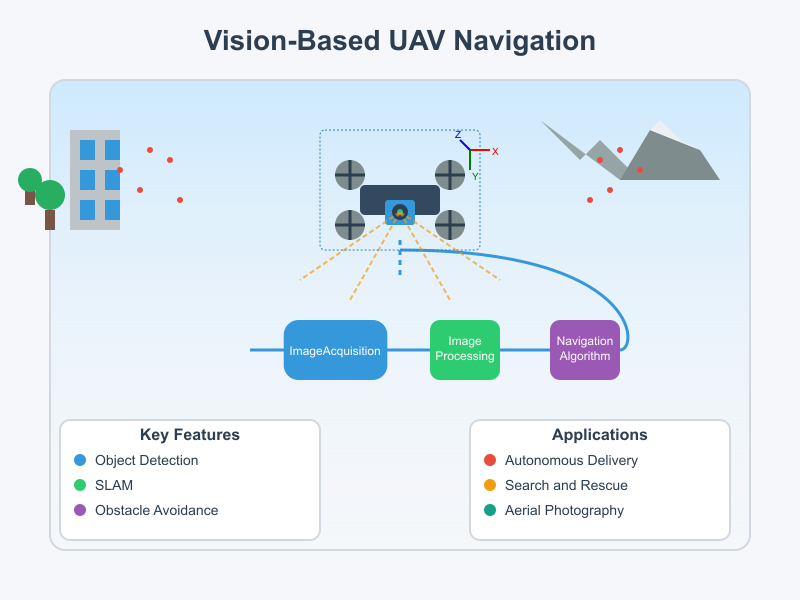 Vision-Based UAV Navigation
Z
X
Y
ImageAcquisition
Image
Processing
Navigation
Algorithm
Key Features
Object Detection
SLAM
Obstacle Avoidance
Applications
Autonomous Delivery
Search and Rescue
Aerial Photography